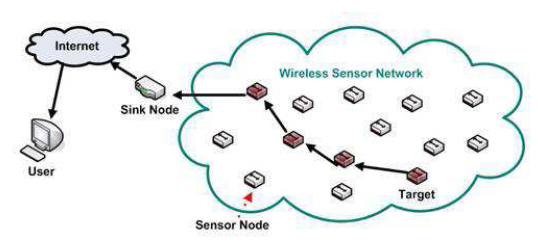 Internet
Wireless Sensor Network
Sink Node
User
Target
Sensor Node